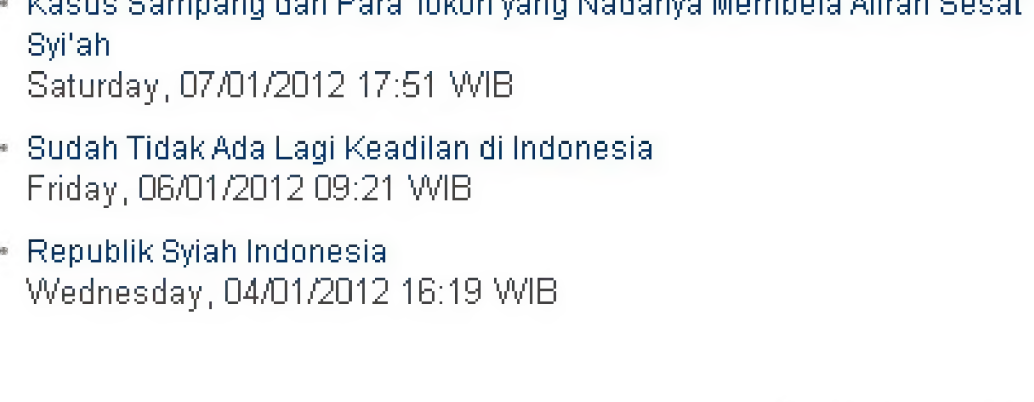 Kasus Sampang dan Para Tokoh yang Nadanya Membela Aliran Sesat
Syi'ah
Saturday, 07/01/2012 17:51 WIB
Sudah Tidak Ada Lagi Keadilan di Indonesia
Friday, 06/01/2012 09:21 WIB
Republik Syiah Indonesia
Wednesday, 04/01/2012 16:19 WIB